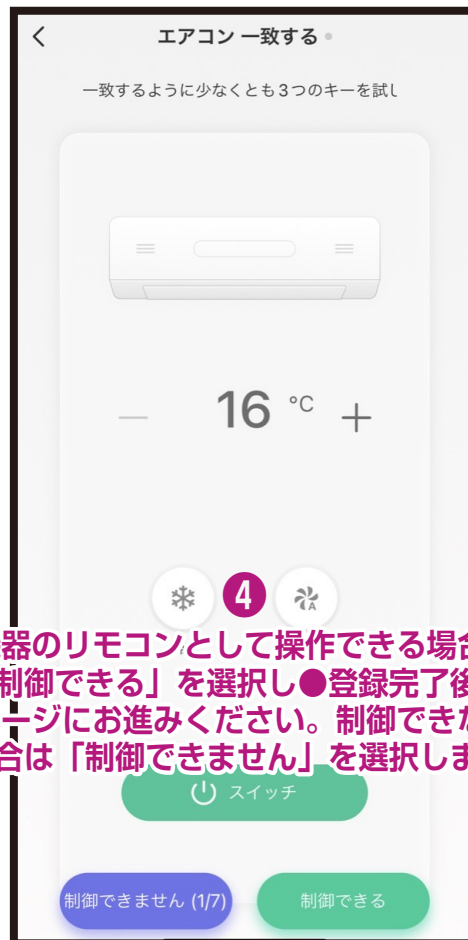 エアコン 一致する
一致するように少なくとも3つのキーを試し
16 °C
4
A
器のリモコンとして操作できる場合
制御できる」を選択し●登録完了後
ージにお進みください。制御できな
合は「制御できません」を選択しま
スイッチ
制御できません (1/7) 制御できる